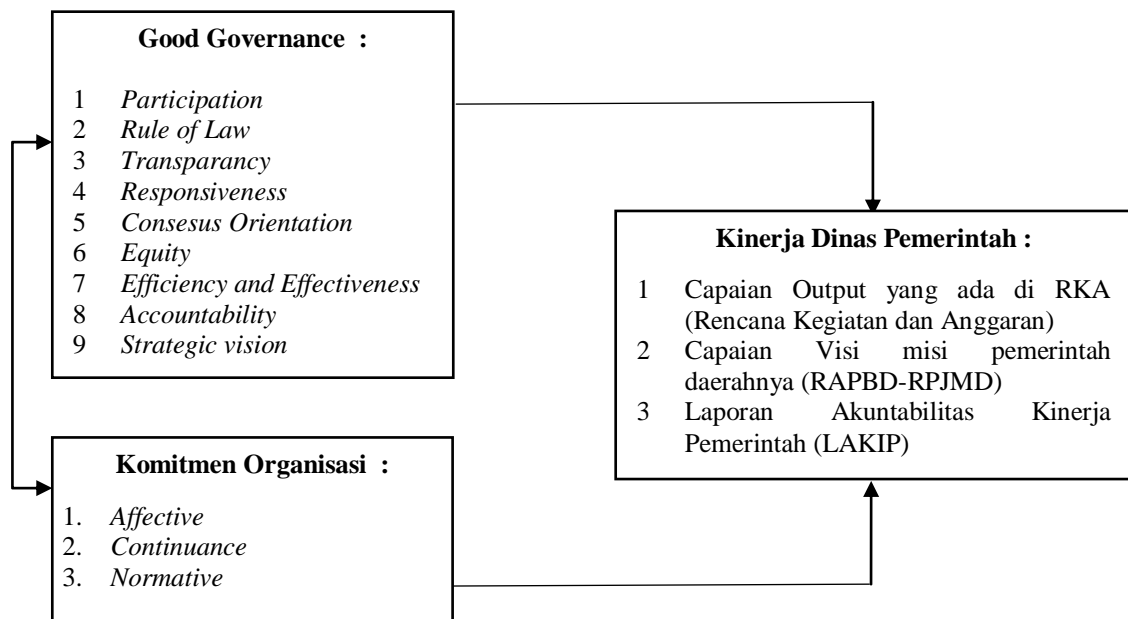 Good Governance :
1 Participation
2 Rule of Law
3 Transparancy
4 Responsiveness
5 Consesus Orientation
6 Equity
7 Efficiency and Effectiveness
8 Accountability
9 Strategic vision
Kinerja Dinas Pemerintah :
1 Capaian Output yang ada di RKA
(Rencana Kegiatan dan Anggaran)
2 Capaian Visi misi pemerintah
daerahnya (RAPBD-RPJMD)
3 Laporan Akuntabilitas Kinerja
Pemerintah (LAKIP)
Komitmen Organisasi :
1. Affective
2. Continuance
3. Normative